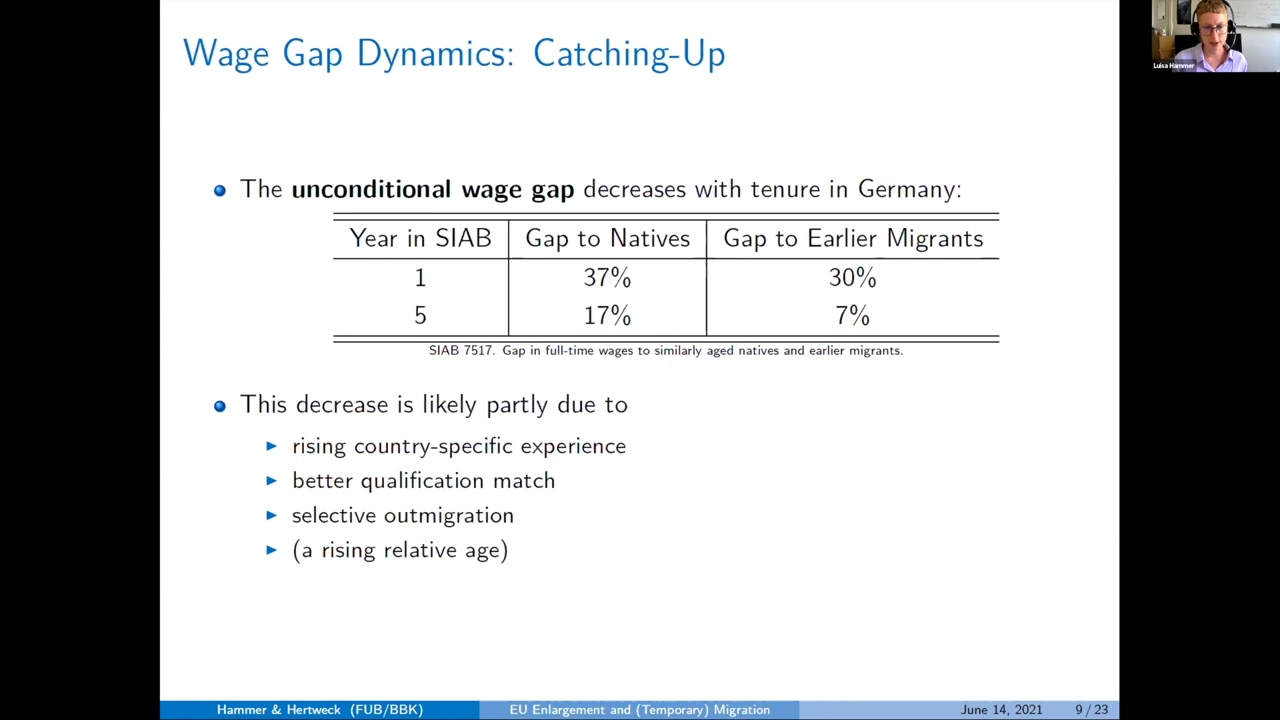 Wage Gap Dynamics: Catching-Up
Luisa Hammer
The unconditional wage gap decreases with tenure in Germany:
Year in SIAB Gap to Natives Gap to Earlier Migrants
1 37% 30%
5 17% 7%
SIAB 7517. Gap in full-time wages to similarly aged natives and earlier migrants.
This decrease is likely partly due to
rising country-specific experience
better qualification match
selective outmigration
(a rising relative age)
Hammer & Hertweck (FUB/BBK) EU Enlargement and (Temporary) Migration June 14, 2021 9 / 23